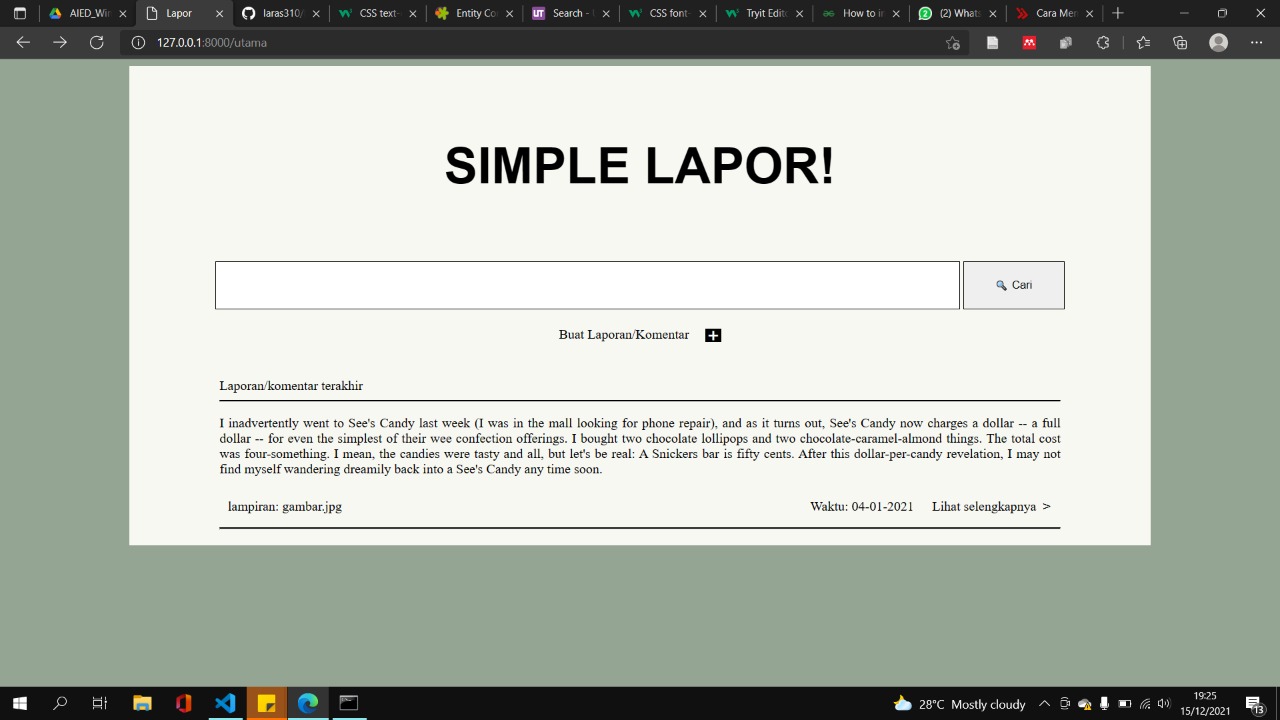 AIED_Win
Lapor
laras310/
CSS text-
Entity C
Search -
CSS font-
Tryit Edit
How to i
(2) Whats
Cara Mer
127.0.0.1:8000/utama
SIMPLE LAPOR!
Cari
Buat Laporan/Komentar
Laporan/komentar terakhir
I inadvertently went to See's Candy last week (I was in the mall looking for phone repair), and as it turns out, See's Candy now charges a dollar -- a full
dollar -- for even the simplest of their wee confection offerings. I bought two chocolate lollipops and two chocolate-caramel-almond things. The total cost
was four-something. I mean, the candies were tasty and all, but let's be real: A Snickers bar is fifty cents. After this dollar-per-candy revelation, I may not
find myself wandering dreamily back into a See's Candy any time soon.
lampiran: gambar.jpg Waktu: 04-01-2021 Lihat selengkapnya >
28°C Mostly cloudy
19:25
15/12/2021
13